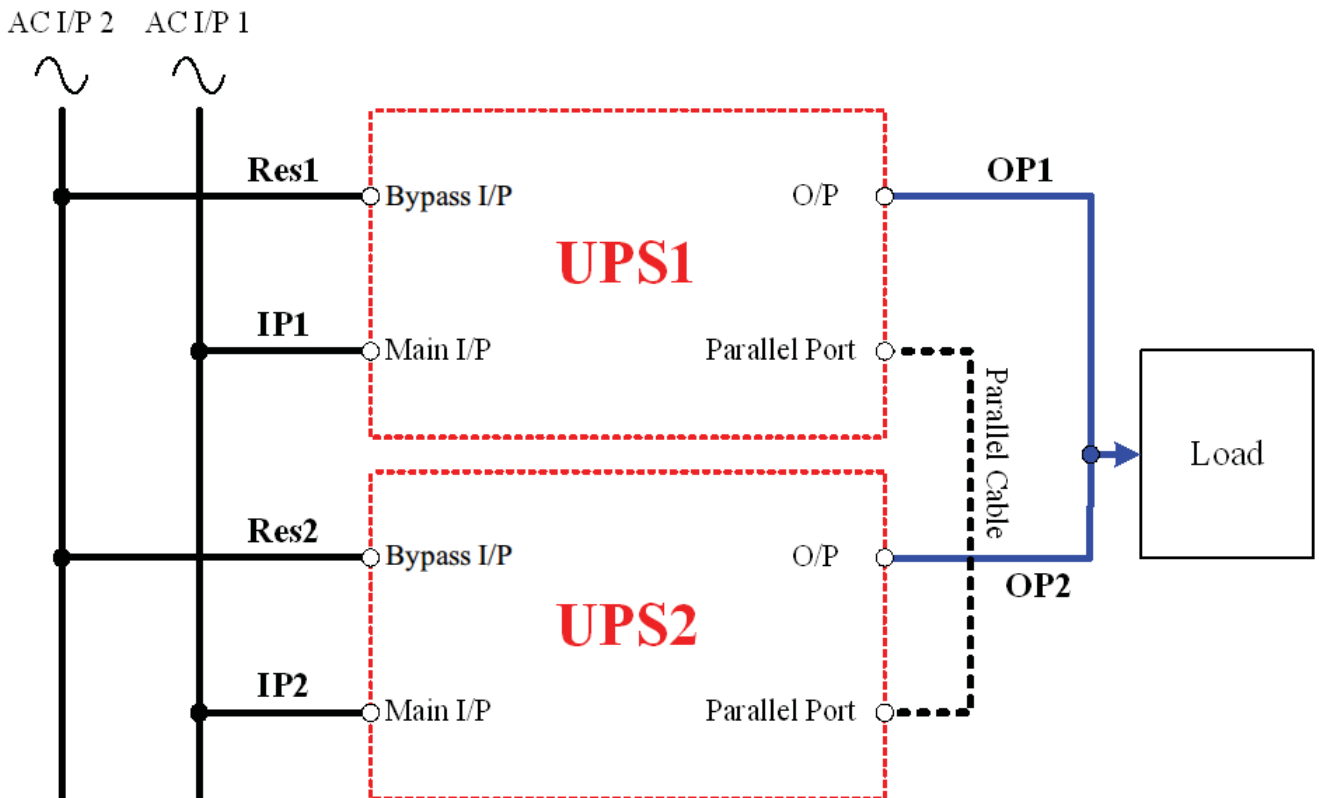 AC I/P 2
AC I/P 1
Res1
OP1
Bypass I/P
O/P
UPS1
IP1
Main I/P
Parallel Port
Parallel Cable
Load
Res2
Bypass I/P
O/P
OP2
UPS2
IP2
Main I/P
Parallel Port